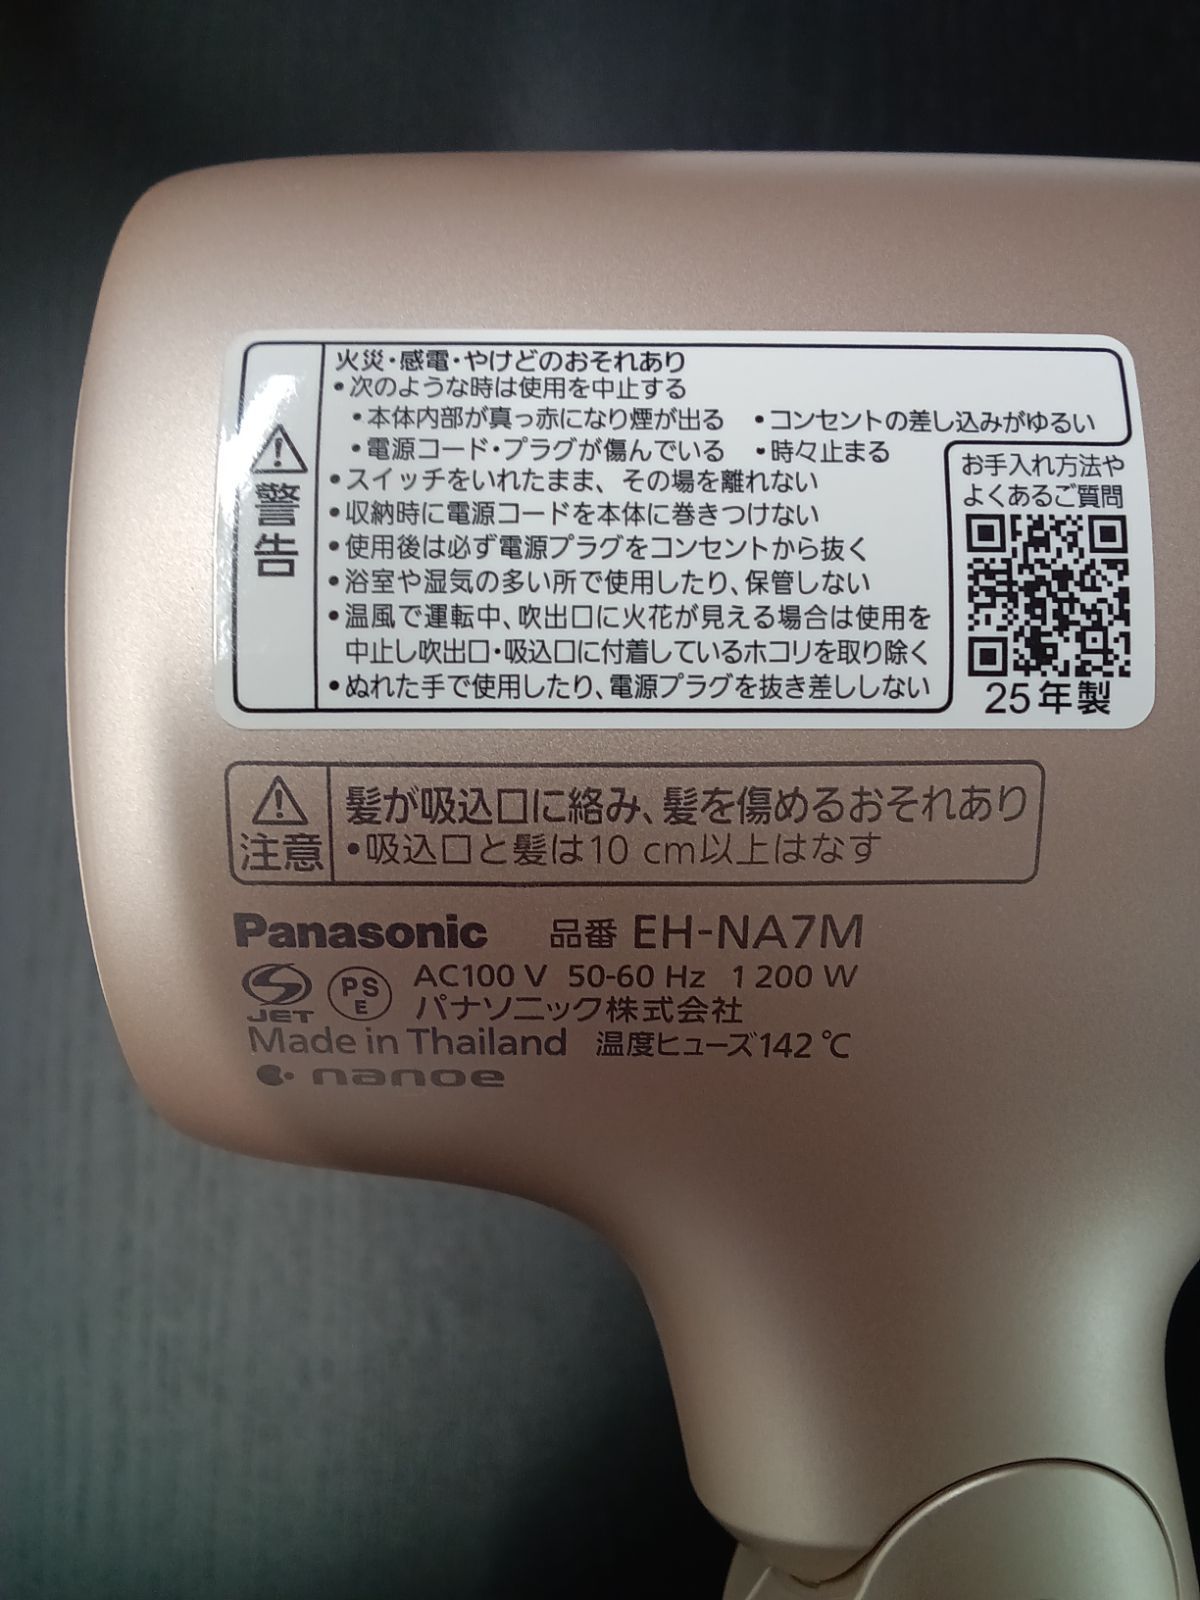 火災・感電・やけどのおそれあり
•次のような時は使用を中止する
•本体内部が真っ赤になり煙が出る •コンセントの差し込みがゆるい
•電源コード・プラグが傷んでいる •時々止まる
警告
•スイッチをいれたまま、その場を離れない
•収納時に電源コードを本体に巻きつけない
•使用後は必ず電源プラグをコンセントから抜く
•浴室や湿気の多い所で使用したり、保管しない
•温風で運転中、吹出口に火花が見える場合は使用を
中止し吹出口・吸込口に付着しているホコリを取り除く
•ぬれた手で使用したり、電源プラグを抜き差ししない
お手入れ方法や
よくあるご質問
25年製
注意
髪が吸込口に絡み、髪を傷めるおそれあり
•吸込口と髪は10 cm以上はなす
Panasonic 品番 EH-NA7M
JET PS E AC100 V 50-60 Hz 1 200 W
パナソニック株式会社
Made in Thailand 温度ヒューズ142 ℃
nanoe